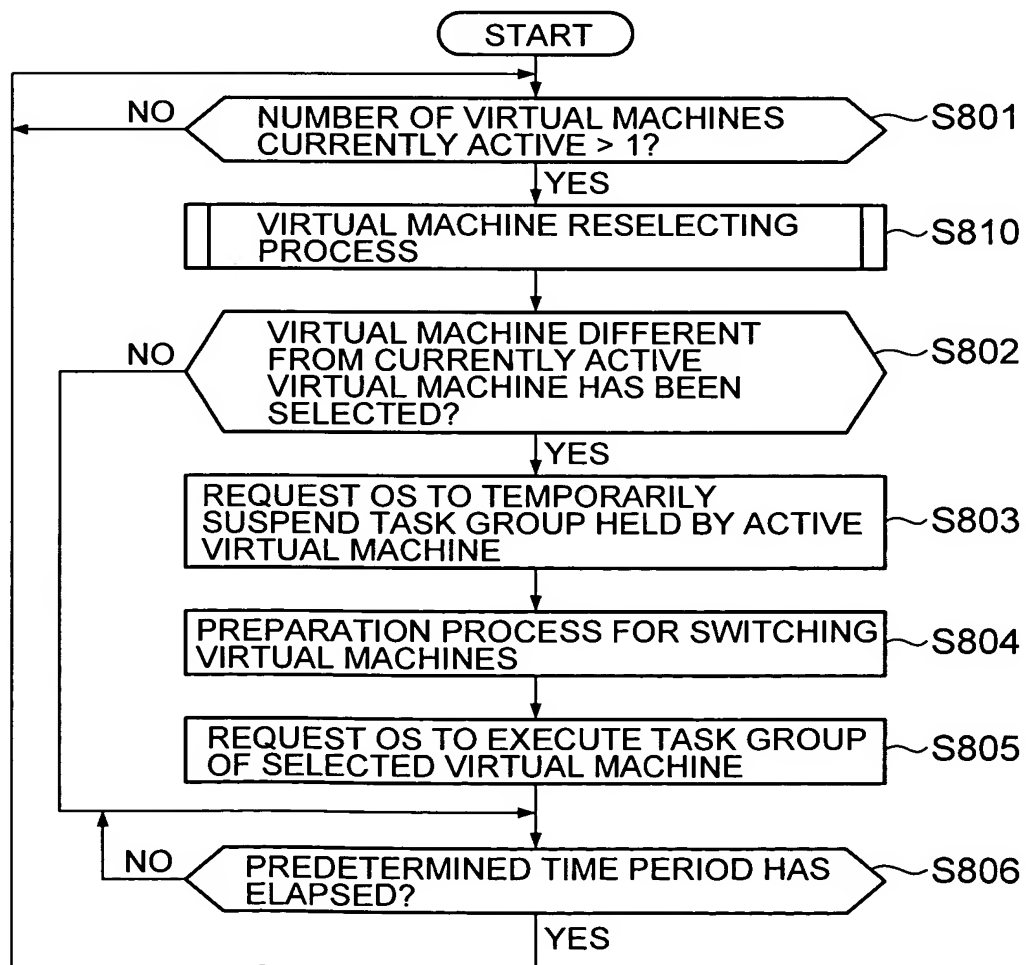 START
NO
NUMBER OF VIRTUAL MACHINES
CURRENTLY ACTIVE > 1?
S801
YES
VIRTUAL MACHINE RESELECTING
PROCESS
S810
NO
VIRTUAL MACHINE DIFFERENT
FROM CURRENTLY ACTIVE
VIRTUAL MACHINE HAS BEEN
SELECTED?
S802
YES
REQUEST OS TO TEMPORARILY
SUSPEND TASK GROUP HELD BY ACTIVE
VIRTUAL MACHINE
S803
PREPARATION PROCESS FOR SWITCHING
VIRTUAL MACHINES
S804
REQUEST OS TO EXECUTE TASK GROUP
OF SELECTED VIRTUAL MACHINE
S805
NO
PREDETERMINED TIME PERIOD HAS
ELAPSED?
S806
YES